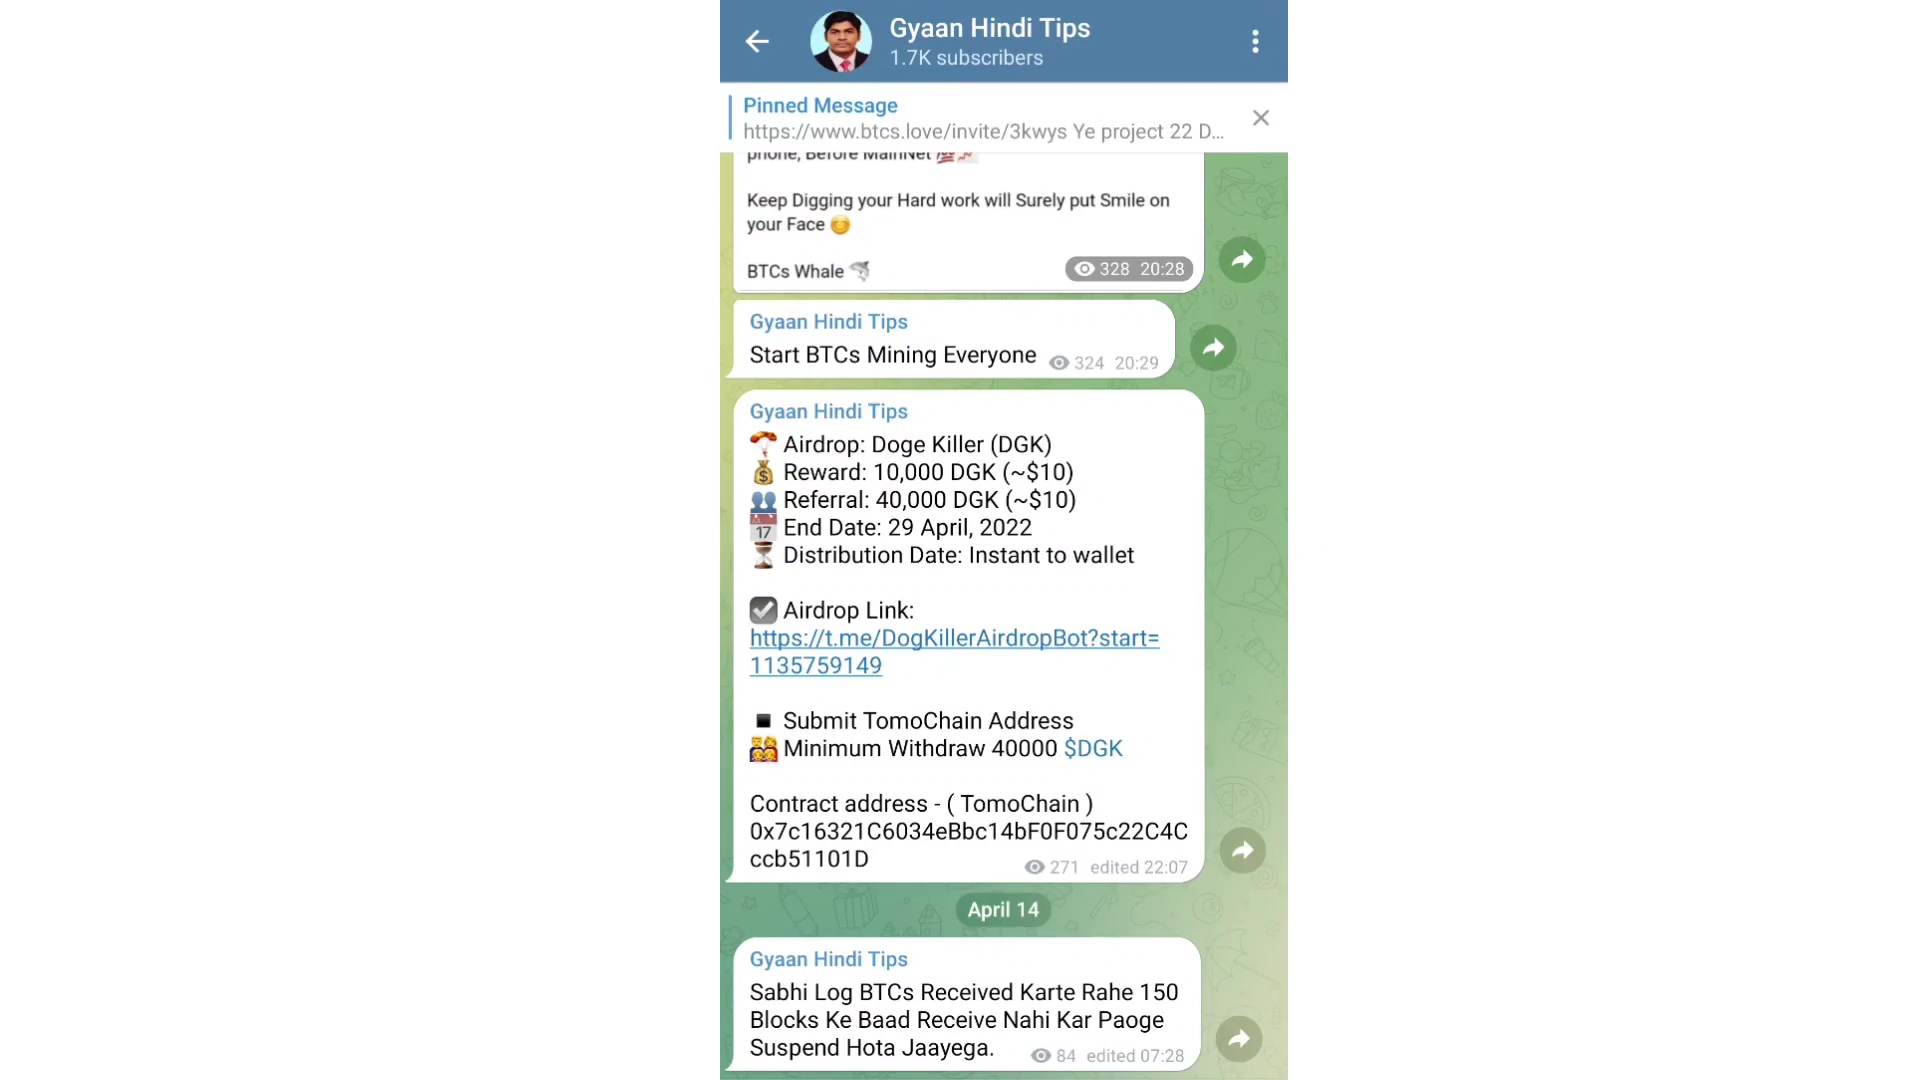 Gyaan Hindi Tips
1.7K subscribers
Pinned Message
https://www.btcs.love/invite/3kwys Ye project 22 D...
phone, Before MainNet
Keep Digging your Hard work will Surely put Smile on
your Face
BTCs Whale
328 20:28
Gyaan Hindi Tips
Start BTCs Mining Everyone
324 20:29
Gyaan Hindi Tips
Airdrop: Doge Killer (DGK)
Reward: 10,000 DGK (~$10)
Referral: 40,000 DGK (~$10)
End Date: 29 April, 2022
Distribution Date: Instant to wallet
Airdrop Link:
https://t.me/DogKillerAirdropBot?start=
1135759149
Submit TomoChain Address
Minimum Withdraw 40000 $DGK
Contract address - ( TomoChain )
0x7c16321C6034eBbc14bF0F075c22C4C
ccb51101D
271 edited 22:07
April 14
Gyaan Hindi Tips
Sabhi Log BTCs Received Karte Rahe 150
Blocks Ke Baad Receive Nahi Kar Paoge
Suspend Hota Jaayega.
84 edited 07:28